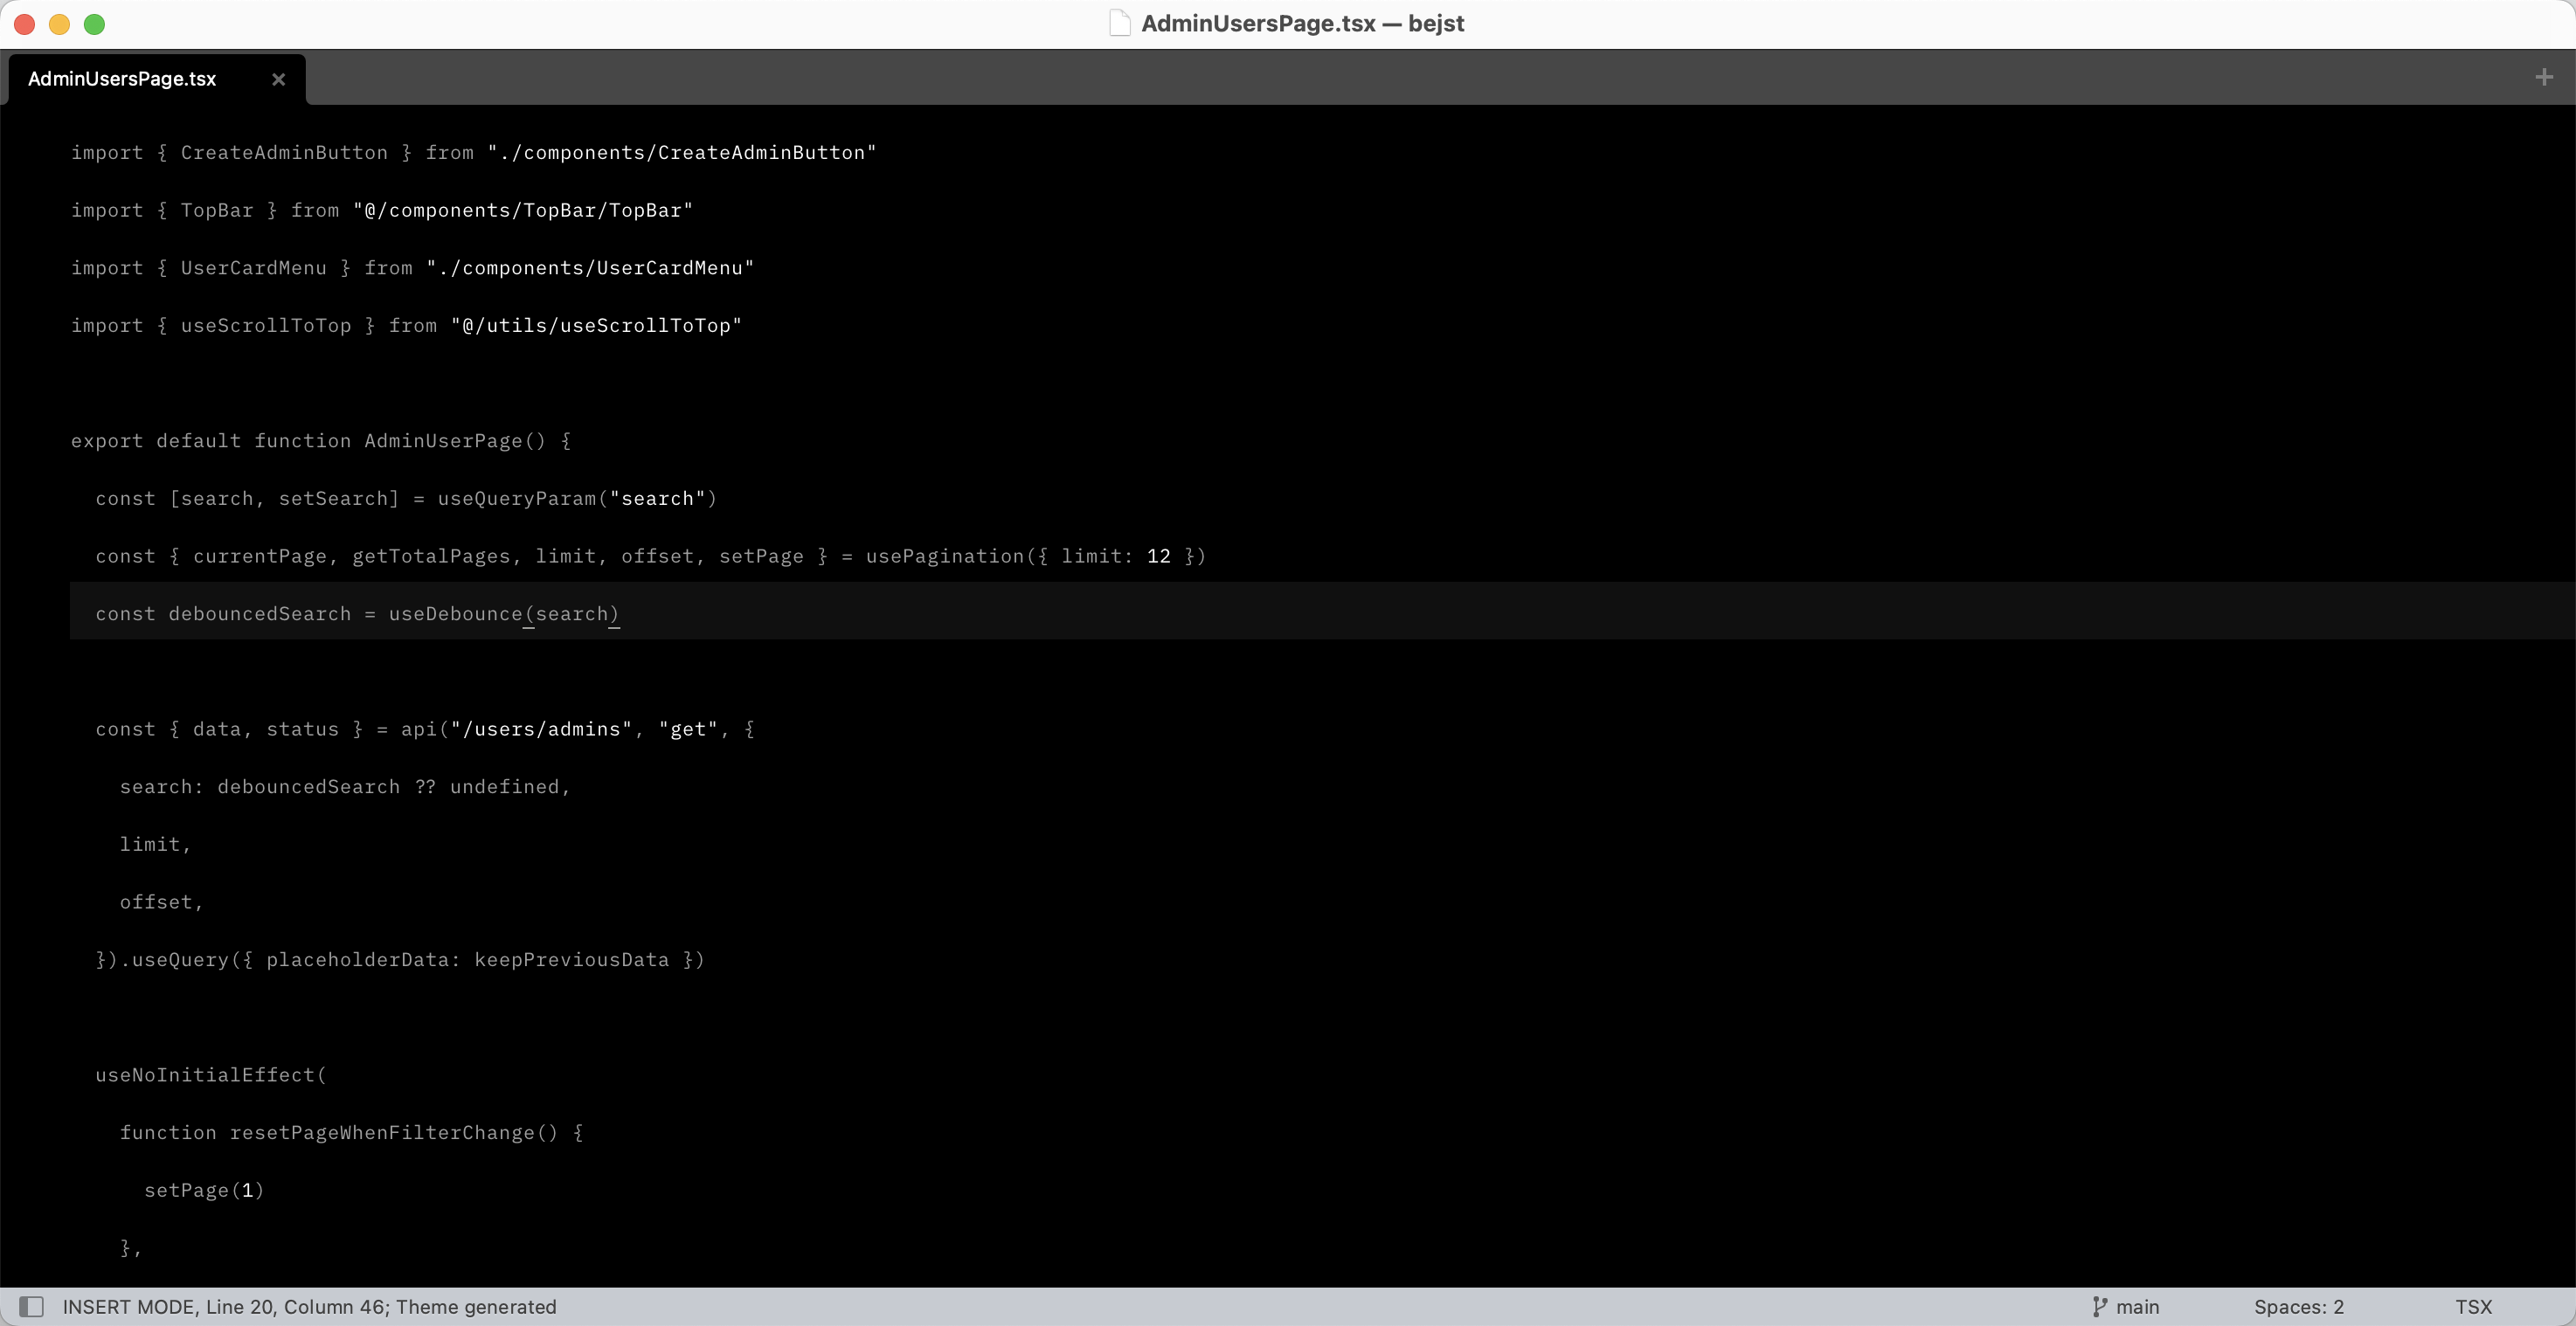 AdminUsersPage.tsx — bejst
AdminUsersPage.tsx
import { CreateAdminButton } from "./components/CreateAdminButton"
import { TopBar } from "@/components/TopBar/TopBar"
import { UserCardMenu } from "./components/UserCardMenu"
import { useScrollToTop } from "@/utils/useScrollToTop"
export default function AdminUserPage() {
const [search, setSearch] = useQueryParam("search")
const { currentPage, getTotalPages, limit, offset, setPage } = usePagination({ limit: 12 })
const debouncedSearch = useDebounce(search)
const { data, status } = api("/users/admins", "get", {
search: debouncedSearch ?? undefined,
limit,
offset,
}).useQuery({ placeholderData: keepPreviousData })
useNoInitialEffect(
function resetPageWhenFilterChange() {
setPage(1)
},
INSERT MODE, Line 20, Column 46; Theme generated
main
Spaces: 2
TSX